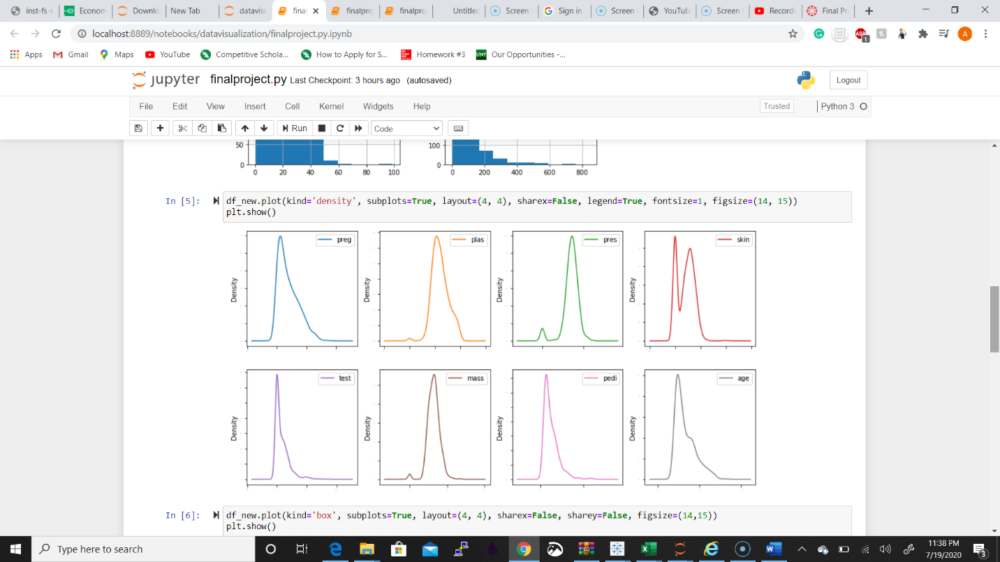 inst-fs-i
Econom
Downlo
New Tab
datavisu
final
finalpro
finalpro
Untitled
Screen
Sign in
Screen
YouTub
Screen
Recordi
Final Pr
localhost:8889/notebooks/datavisualization/finalproject.py.ipynb
ABP
1
A
Apps
Gmail
Maps
YouTube
Competitive Schola...
How to Apply for S...
Homework #3
UNT
Our Opportunities -...
jupyter finalproject.py Last Checkpoint: 3 hours ago (autosaved)
Logout
File Edit View Insert Cell Kernel Widgets Help
Trusted
Python 3
Run
Code
50
0
0 20 40 60 80 100
100
0
0 200 400 600 800
In [5]:
df_new.plot(kind='density', subplots=True, layout=(4, 4), sharex=False, legend=True, fontsize=1, figsize=(14, 15))
plt.show()
Density
preg
Density
plas
Density
pres
Density
skin
Density
test
Density
mass
Density
pedi
Density
age
In [6]:
df_new.plot(kind='box', subplots=True, layout=(4, 4), sharex=False, sharey=False, figsize=(14,15))
plt.show()
Type here to search
11:38 PM
7/19/2020
3